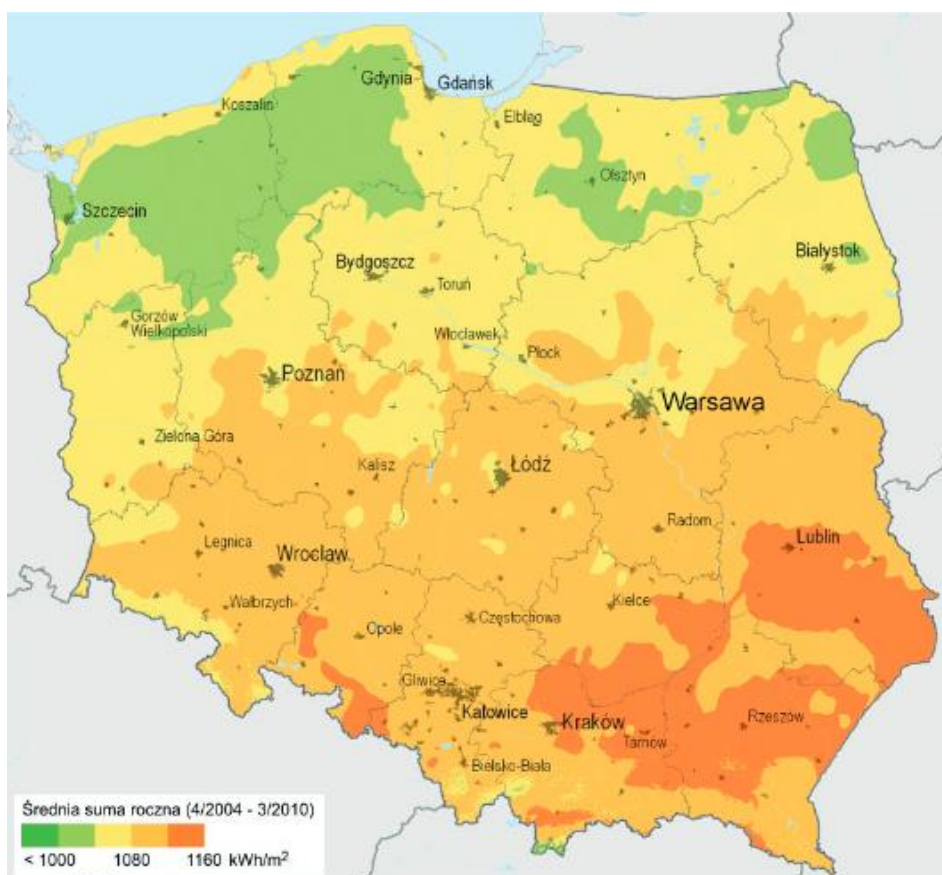 Gdynia
Gdańsk
Koszalin
Elbląg
Olsztyn
Szczecin
Białystok
Bydgoszcz
Toruń
Gorzów
Wielkopolski
Włocławek
Płock
Poznań
Warsawa
Zielona Góra
Kalisz
Łódź
Radom
Lublin
Legnica
Wrocław
Wałbrzych
Kielce
Częstochowa
Opole
Gliwice
Katowice
Kraków
Rzeszów
Tarnów
Bielsko-Biała
Średnia suma roczna (4/2004 - 3/2010)
< 1000 1080 1160 kWh/m²